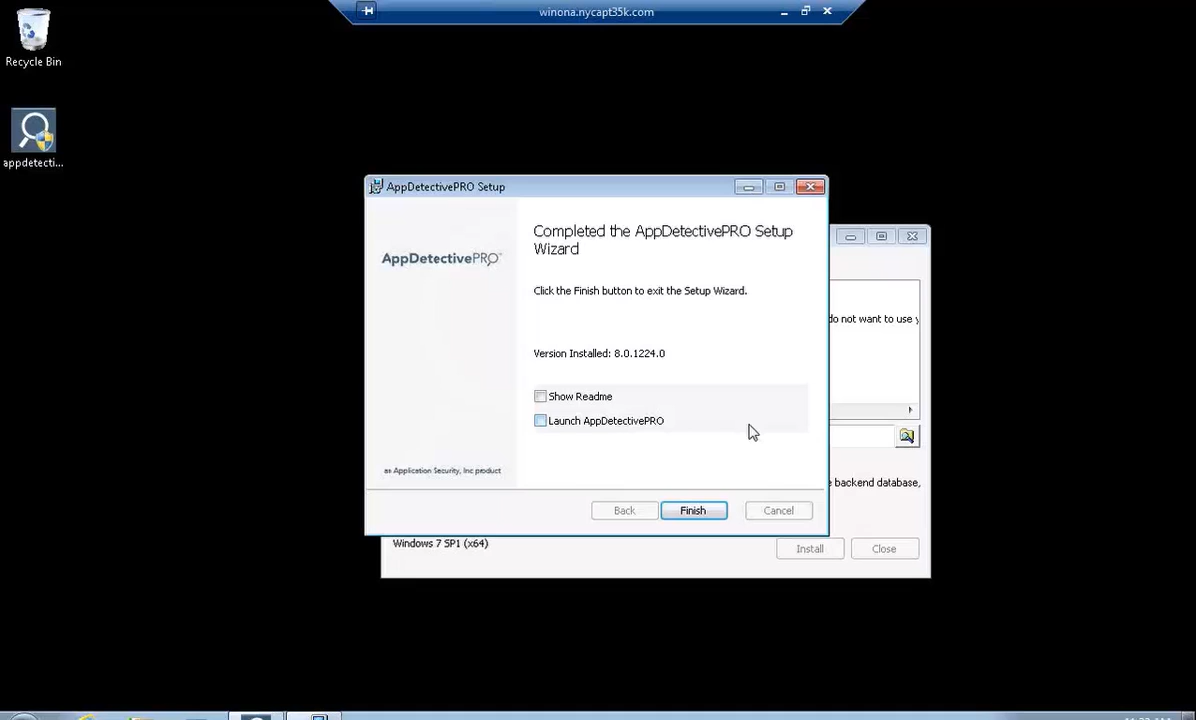 winona.nycapt35k.com
Recycle Bin
appdetecti...
AppDetectivePRO Setup
Completed the AppDetectivePRO Setup
Wizard
AppDetectivePRO
Click the Finish button to exit the Setup Wizard.
do not want to use y
Version Installed: 8.0.1224.0
Show Readme
Launch AppDetectivePRO
an Application Security, Inc product
e backend database,
Back
Finish
Cancel
Windows 7 SP1 (x64)
Install
Close